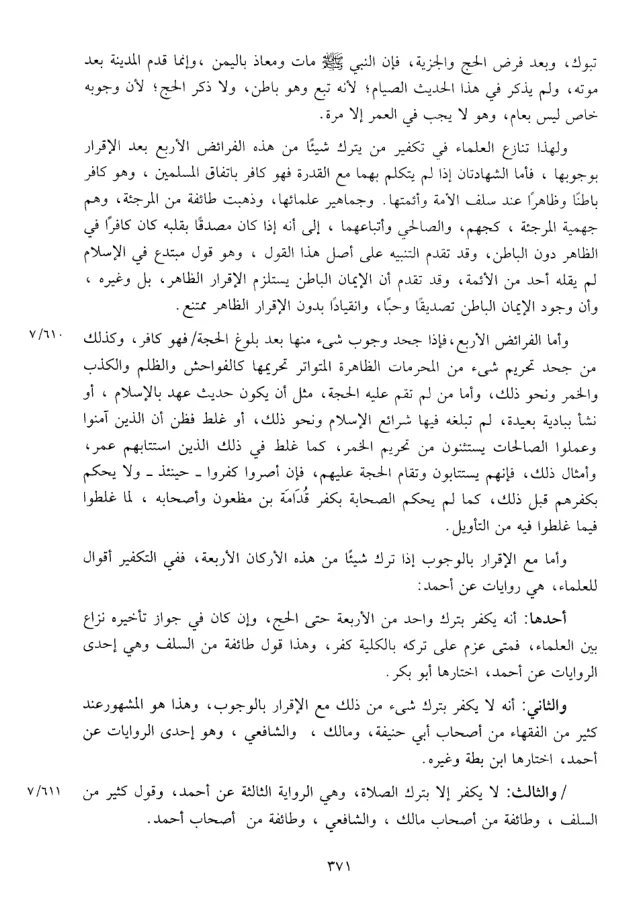 تبوك، وبعد فرض الحج والجزية، فإن النبي ﷺ مات ومعاذ باليمن ،وإنما قدم المدينة بعد
موته، ولم يذكر في هذا الحديث الصيام؛ لأنه تبع وهو باطن، ولا ذكر الحج؛ لأن وجوبه
خاص ليس بعام، وهو لا يجب في العمر إلا مرة.
ولهذا تنازع العلماء في تكفير من يترك شيئًا من هذه الفرائض الأربع بعد الإقرار
بوجوبها ، فأما الشهادتان إذا لم يتكلم بهما مع القدرة فهو كافر باتفاق المسلمين ، وهو كافر
باطنًا وظاهرًا عند سلف الأمة وأئمتها. وجماهير علمائها، وذهبت طائفة من المرجئة، وهم
جهمية المرجئة ، كجهم، والصالحي وأتباعهما ، إلى أنه إذا كان مصدقًا بقلبه كان كافرًا في
الظاهر دون الباطن، وقد تقدم التنبيه على أصل هذا القول ، وهو قول مبتدع في الإسلام
لم يقله أحد من الأئمة، وقد تقدم أن الإيمان الباطن يستلزم الإقرار الظاهر، بل وغيره ،
وأن وجود الإيمان الباطن تصديقًا وحبًا، وانقيادًا بدون الإقرار الظاهر ممتنع.
وأما الفرائض الأربع،فإذا جحد وجوب شىء منها بعد بلوغ الحجة/ فهو كافر، وكذلك ٧/٦١٠
من جحد تحريم شىء من المحرمات الظاهرة المتواتر تحريمها كالفواحش والظلم والكذب
والخمر ونحو ذلك، وأما من لم تقم عليه الحجة، مثل أن يكون حديث عهد بالإسلام ، أو
نشأ ببادية بعيدة، لم تبلغه فيها شرائع الإسلام ونحو ذلك، أو غلط فظن أن الذين آمنوا
وعملوا الصالحات يستثنون من تحريم الخمر، كما غلط في ذلك الذين استتابهم عمر،
وأمثال ذلك، فإنهم يستتابون وتقام الحجة عليهم، فإن أصروا كفروا ـ حينئذ ـ ولا يحكم
بكفرهم قبل ذلك، كما لم يحكم الصحابة بكفر قُدَامَة بن مظعون وأصحابه ، لما غلطوا
فيما غلطوا فيه من التأويل.
وأما مع الإقرار بالوجوب إذا ترك شيئًا من هذه الأركان الأربعة، ففي التكفير أقوال
للعلماء، هي روايات عن أحمد:
أحدها: أنه يكفر بترك واحد من الأربعة حتى الحج، وإن كان في جواز تأخيره نزاع
بين العلماء، فمتى عزم على تركه بالكلية كفر، وهذا قول طائفة من السلف وهي إحدى
الروايات عن أحمد، اختارها أبو بكر.
والثاني: أنه لا يكفر بترك شىء من ذلك مع الإقرار بالوجوب، وهذا هو المشهورعند
كثير من الفقهاء من أصحاب أبي حنيفة، ومالك ، والشافعي ، وهو إحدى الروايات عن
أحمد، اختارها ابن بطة وغيره.
/ والثالث: لا يكفر إلا بترك الصلاة، وهي الرواية الثالثة عن أحمد، وقول كثير من ٧/٦١١
السلف ، وطائفة من أصحاب مالك ، والشافعي ، وطائفة من أصحاب أحمد.
٣٧١